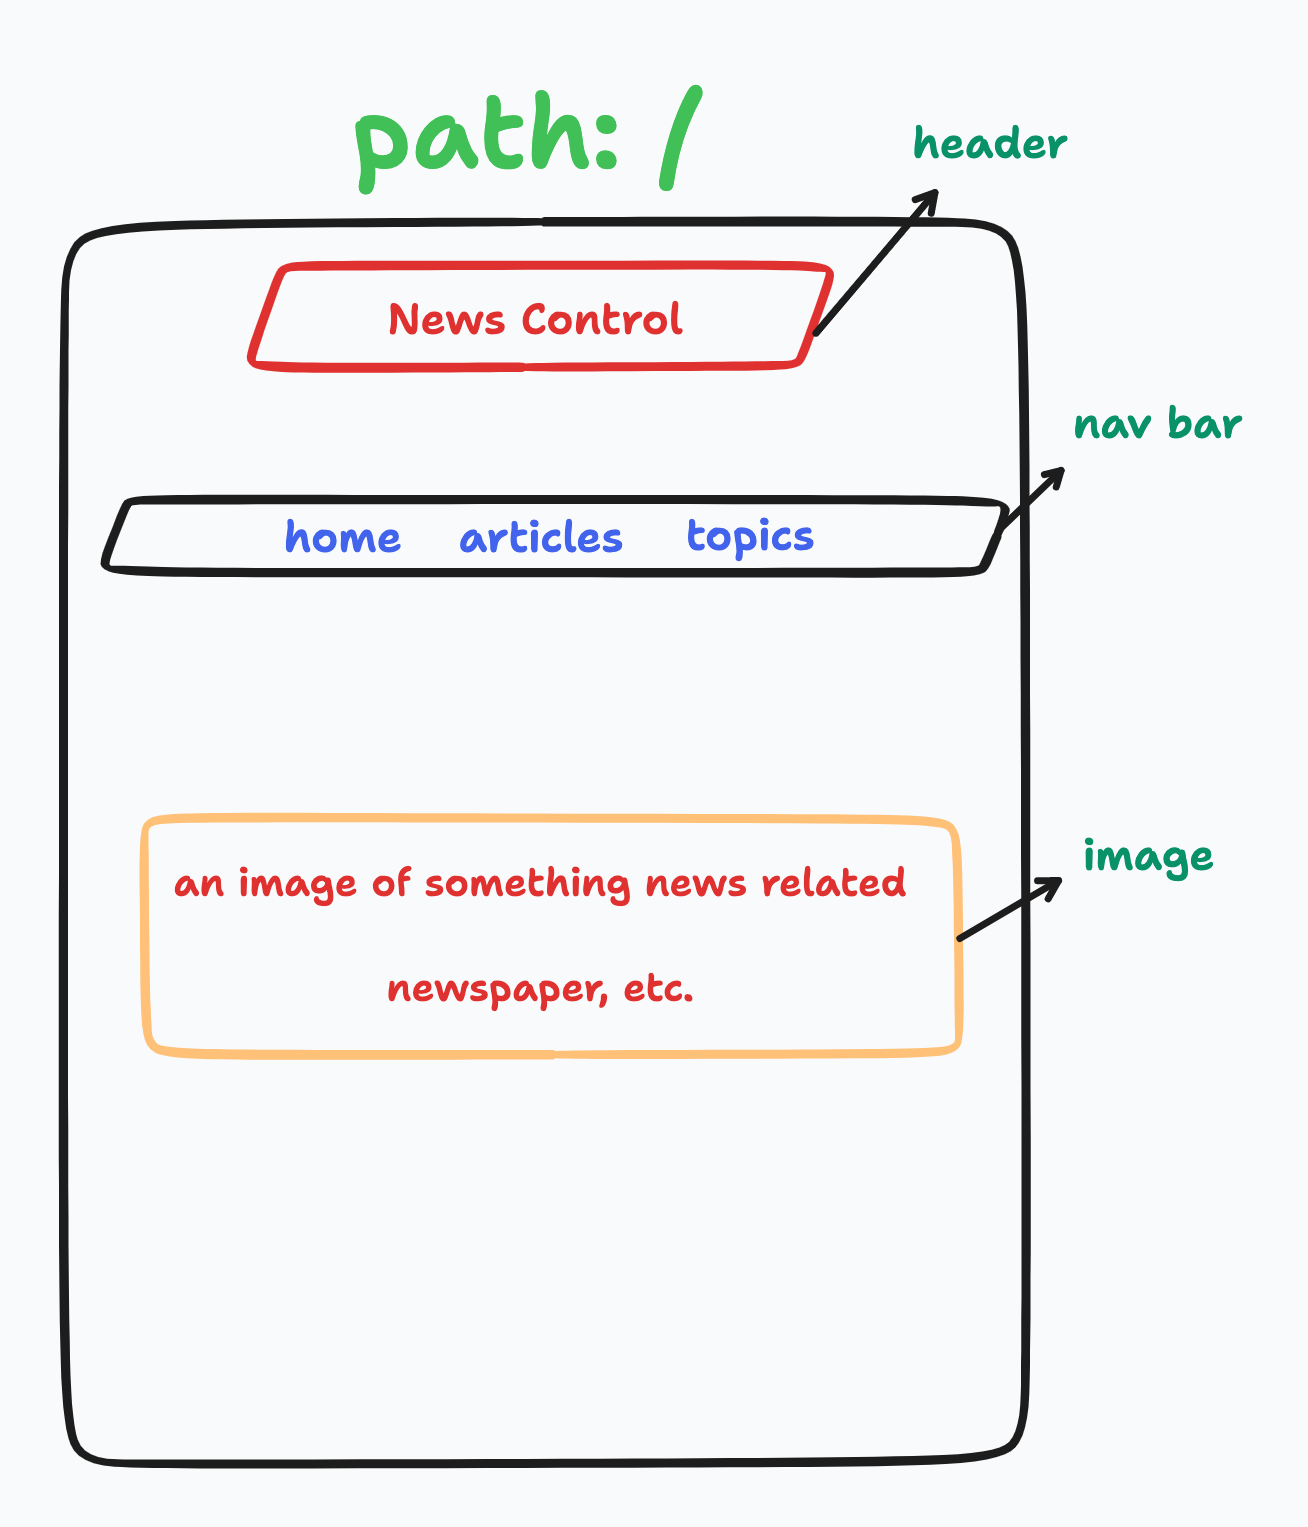 path: /
header
News Control
nav bar
home articles topics
image
an image of something news related
newspaper, etc.